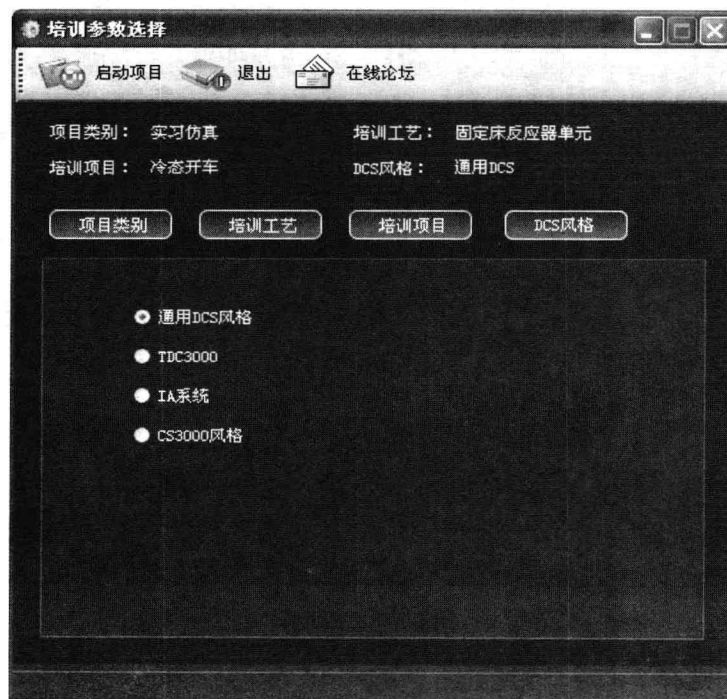 培训参数选择
启动项目 退出 在线论坛
项目类别： 实习仿真 培训工艺： 固定床反应器单元
培训项目： 冷态开车 DCS风格： 通用DCS
项目类别 培训工艺 培训项目 DCS风格
通用DCS风格
TDC3000
IA系统
CS3000风格